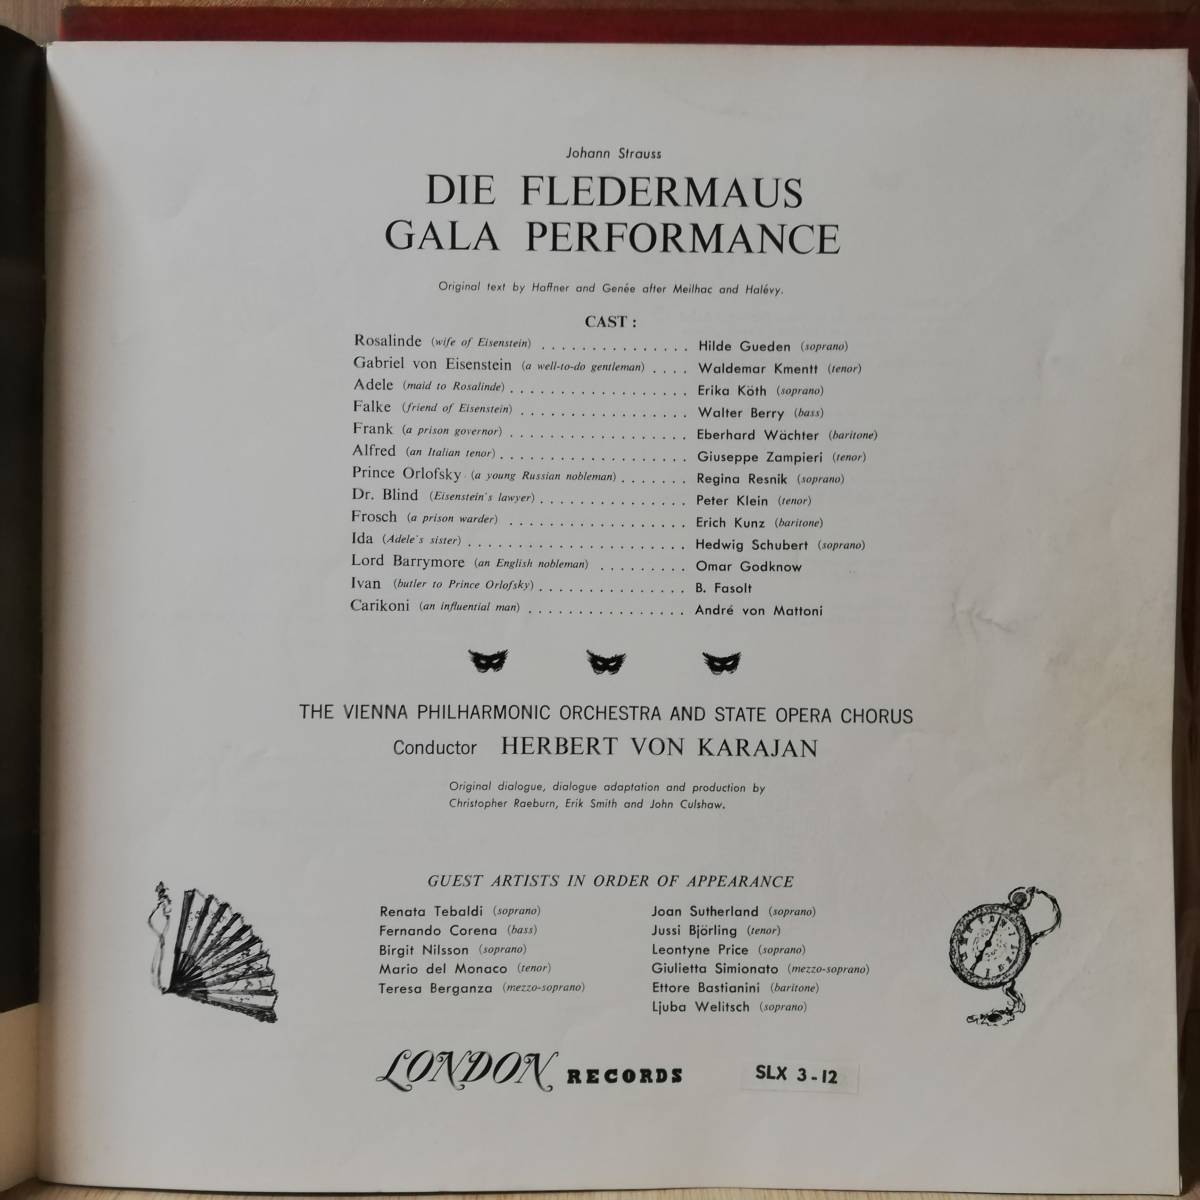 Johann Strauss
DIE FLEDERMAUS
GALA PERFORMANCE
Original text by Haffner and Genée after Meilhac and Halévy.
CAST :
Rosalinde (wife of Eisenstein) . . . . . . . . . . . . . . . Hilde Gueden (soprano)
Gabriel von Eisenstein (a well-to-do gentleman) . . . . Waldemar Kmentt (tenor)
Adele (maid to Rosalinde) . . . . . . . . . . . . . . . . . . Erika Köth (soprano)
Falke (friend of Eisenstein) . . . . . . . . . . . . . . . . . Walter Berry (bass)
Frank (a prison governor) . . . . . . . . . . . . . . . . . . Eberhard Wächter (baritone)
Alfred (an Italian tenor) . . . . . . . . . . . . . . . . . . . Giuseppe Zampieri (tenor)
Prince Orlofsky (a young Russian nobleman) . . . . . . . Regina Resnik (soprano)
Dr. Blind (Eisenstein's lawyer) . . . . . . . . . . . . . . . Peter Klein (tenor)
Frosch (a prison warder) . . . . . . . . . . . . . . . . . . Erich Kunz (baritone)
Ida (Adele's sister) . . . . . . . . . . . . . . . . . . . . . . Hedwig Schubert (soprano)
Lord Barrymore (an English nobleman) . . . . . . . . . Omar Godknow
Ivan (butler to Prince Orlofsky) . . . . . . . . . . . . . . . B. Fasolt
Carikoni (an influential man) . . . . . . . . . . . . . . . . André von Mattoni
THE VIENNA PHILHARMONIC ORCHESTRA AND STATE OPERA CHORUS
Conductor HERBERT VON KARAJAN
Original dialogue, dialogue adaptation and production by
Christopher Raeburn, Erik Smith and John Culshaw.
GUEST ARTISTS IN ORDER OF APPEARANCE
Renata Tebaldi (soprano)
Fernando Corena (bass)
Birgit Nilsson (soprano)
Mario del Monaco (tenor)
Teresa Berganza (mezzo-soprano)
Joan Sutherland (soprano)
Jussi Björling (tenor)
Leontyne Price (soprano)
Giulietta Simionato (mezzo-soprano)
Ettore Bastianini (baritone)
Ljuba Welitsch (soprano)
LONDON RECORDS SLX 3-12